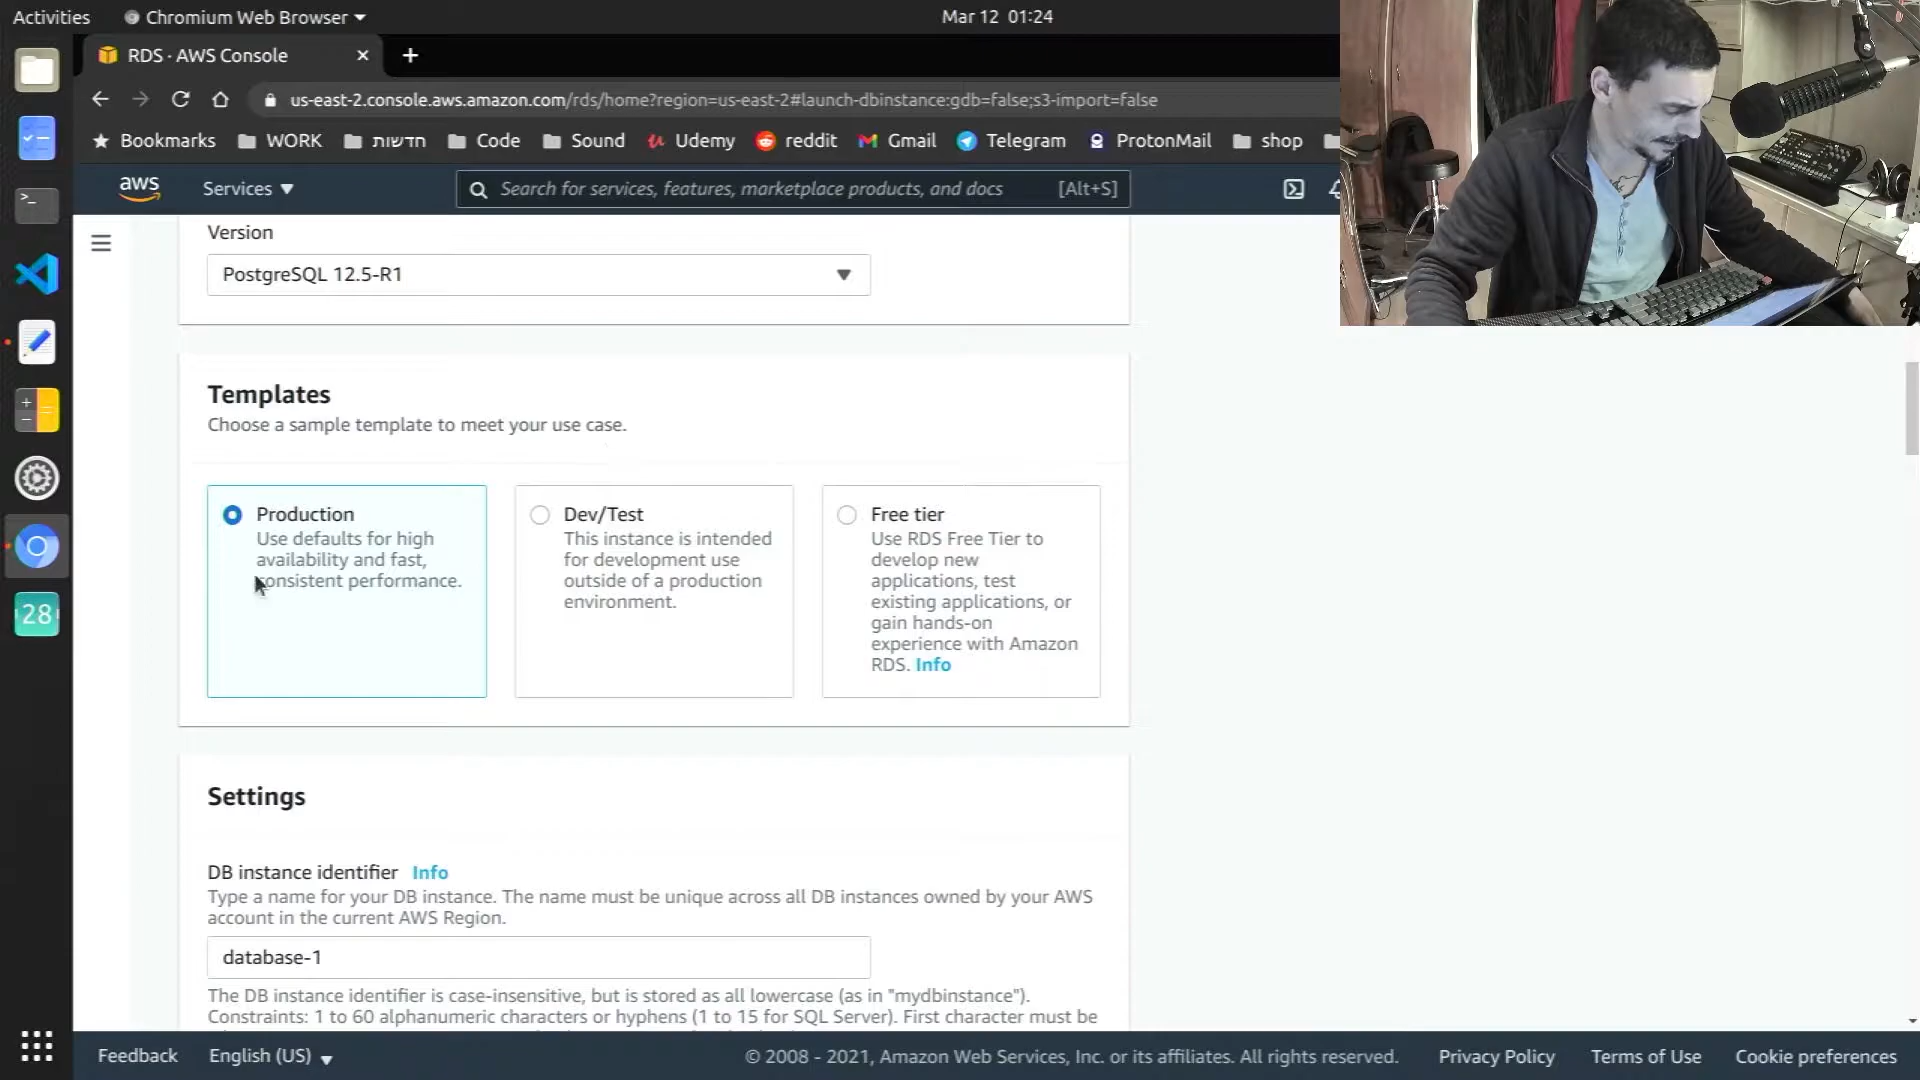 Activities
Chromium Web Browser
Mar 12 01:24
RDS · AWS Console
us-east-2.console.aws.amazon.com/rds/home?region=us-east-2#launch-dbinstance:gdb=false;s3-import=false
Bookmarks
WORK
חדשות
Code
Sound
Udemy
reddit
Gmail
Telegram
ProtonMail
shop
aws
Services
Search for services, features, marketplace products, and docs
[Alt+S]
Version
PostgreSQL 12.5-R1
Templates
Choose a sample template to meet your use case.
Production
Use defaults for high
availability and fast,
consistent performance.
Dev/Test
This instance is intended
for development use
outside of a production
environment.
Free tier
Use RDS Free Tier to
develop new
applications, test
existing applications, or
gain hands-on
experience with Amazon
RDS. Info
28
Settings
DB instance identifier Info
Type a name for your DB instance. The name must be unique across all DB instances owned by your AWS
account in the current AWS Region.
database-1
The DB instance identifier is case-insensitive, but is stored as all lowercase (as in "mydbinstance").
Constraints: 1 to 60 alphanumeric characters or hyphens (1 to 15 for SQL Server). First character must be
Feedback
English (US)
© 2008 - 2021, Amazon Web Services, Inc. or its affiliates. All rights reserved.
Privacy Policy
Terms of Use
Cookie preferences